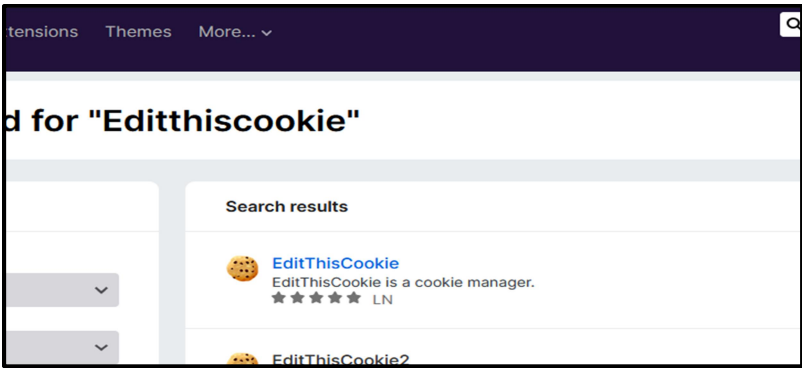 tensions Themes More...
d for "Editthiscookie"
Search results
EditThisCookie
EditThisCookie is a cookie manager.
LN
EditThisCookie2